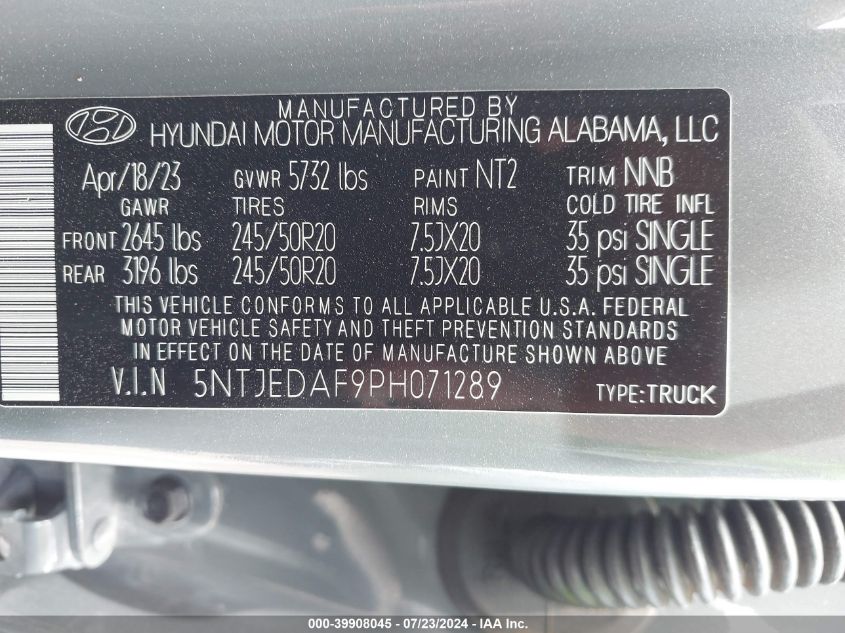 MANUFACTURED BY
HYUNDAI MOTOR MANUFACTURING ALABAMA, LLC
Apr/18/23 GVWR 5732 lbs PAINT NT2 TRIM NNB
GAWR TIRES RIMS COLD TIRE INFL
FRONT 2645 lbs 245/50R20 7.5JX20 35 psi SINGLE
REAR 3196 lbs 245/50R20 7.5JX20 35 psi SINGLE
THIS VEHICLE CONFORMS TO ALL APPLICABLE U.S.A. FEDERAL
MOTOR VEHICLE SAFETY AND THEFT PREVENTION STANDARDS
IN EFFECT ON THE DATE OF MANUFACTURE SHOWN ABOVE.
V.I.N 5NTJEDAF9PH071289 TYPE:TRUCK
000-39908045 - 07/23/2024 - IAA Inc.